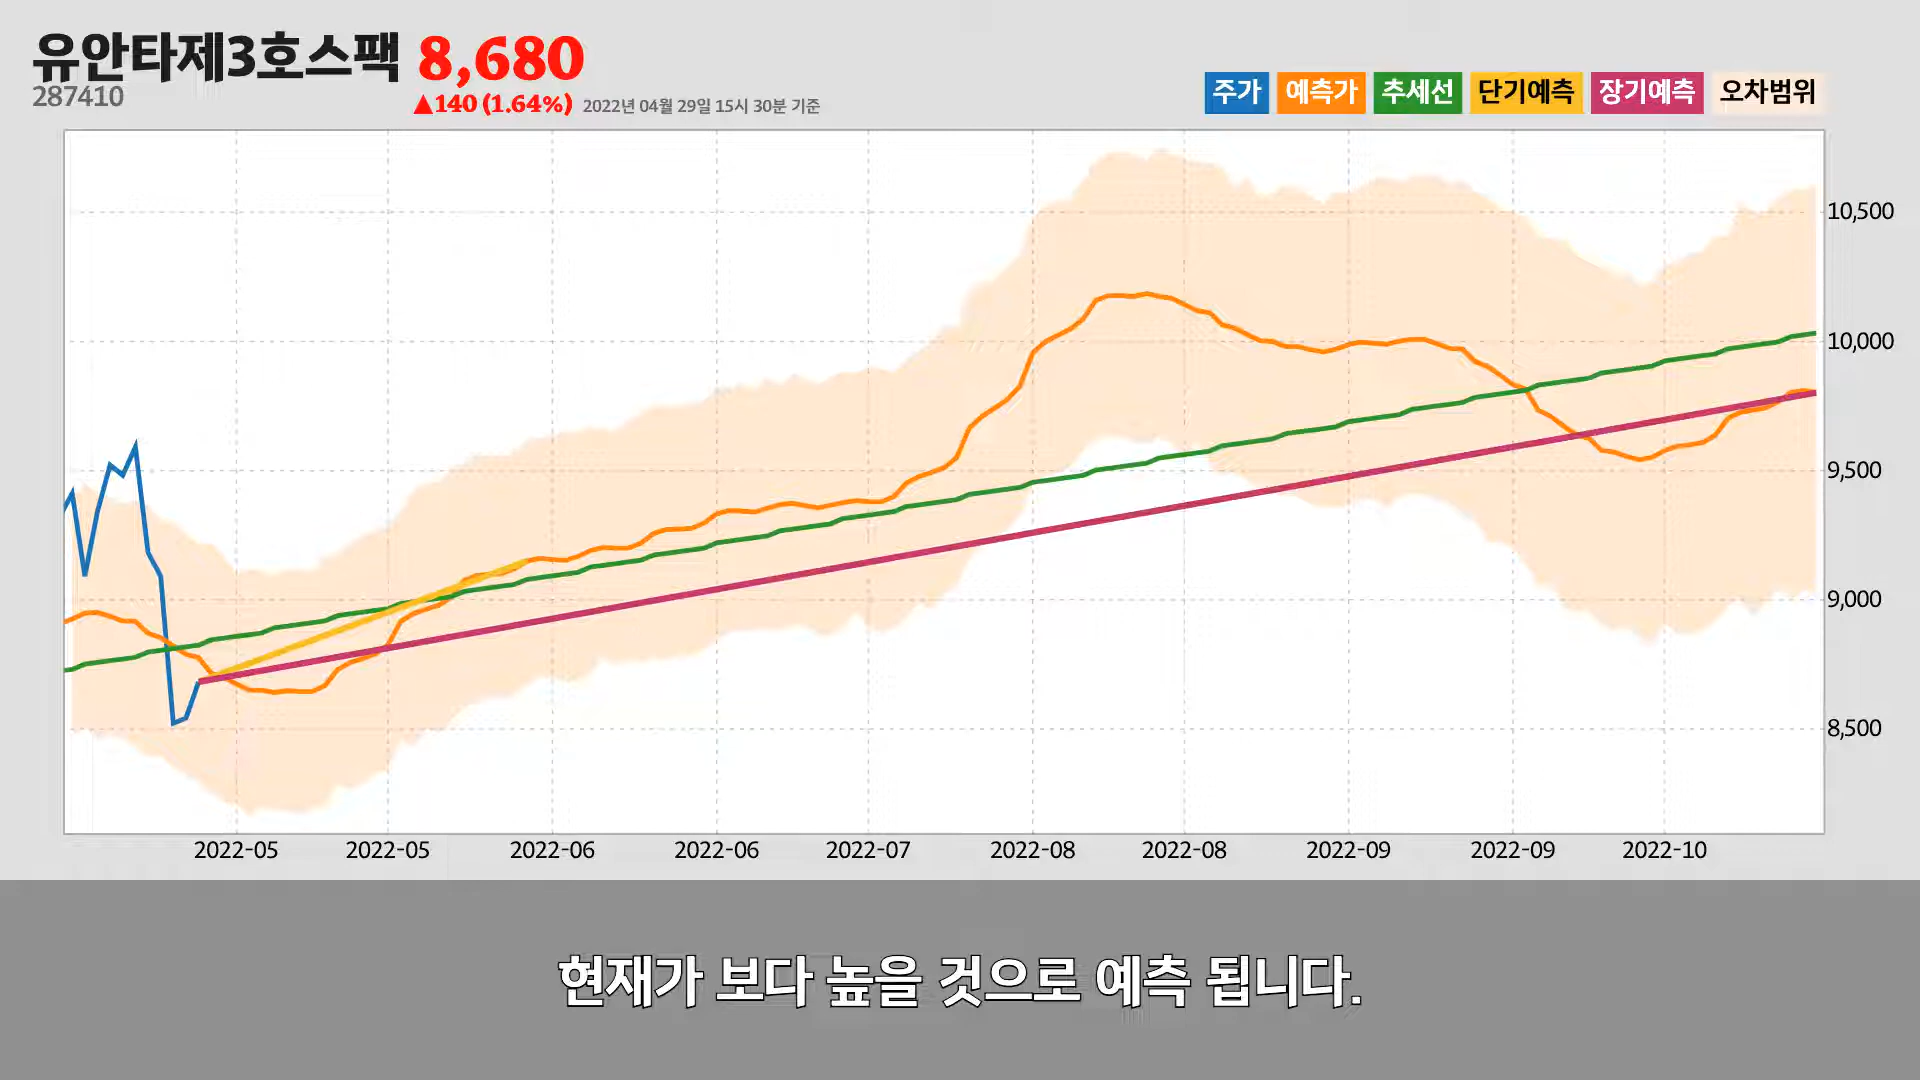 유안타제3호스팩 8,680
287410
▲140 (1.64%) 2022년 04월 29일 15시 30분 기준
주가 예측가 추세선 단기예측 장기예측 오차범위
10,500
10,000
9,500
9,000
8,500
2022-05 2022-05 2022-06 2022-06 2022-07 2022-08 2022-08 2022-09 2022-09 2022-10
현재가 보다 높을 것으로 예측 됩니다.